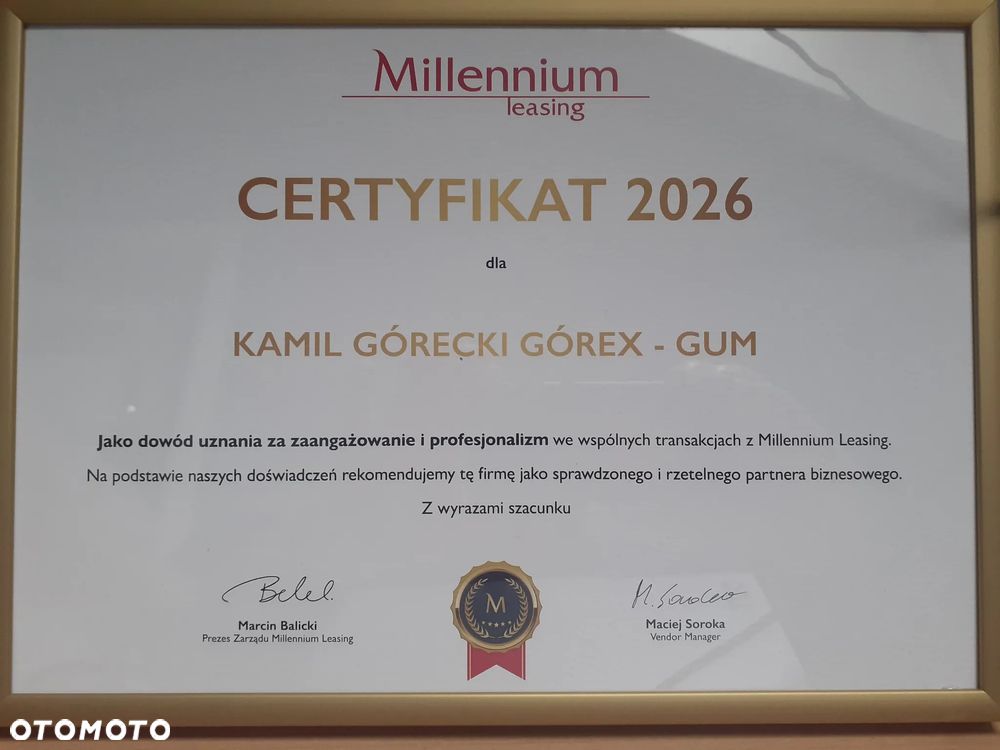 Millennium
leasing
CERTYFIKAT 2026
dla
KAMIL GÓRECKI GÓREX - GUM
Jako dowód uznania za zaangażowanie i profesjonalizm we wspólnych transakcjach z Millennium Leasing.
Na podstawie naszych doświadczeń rekomendujemy tę firmę jako sprawdzonego i rzetelnego partnera biznesowego.
Z wyrazami szacunku
M
M. Soroka
Marcin Balicki
Prezes Zarządu Millennium Leasing
Maciej Soroka
Vendor Manager
OTOMOTO